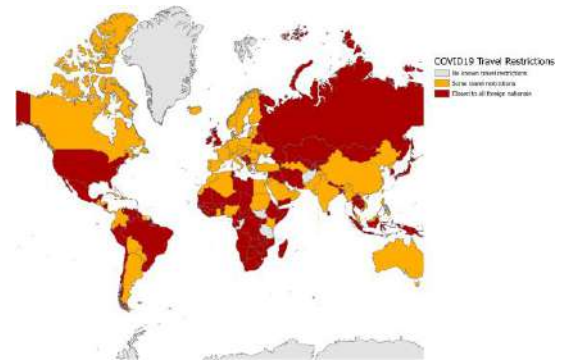 COVID19 Travel Restrictions
No known travel restrictions
Some travel restrictions
Closed to all foreign nationals